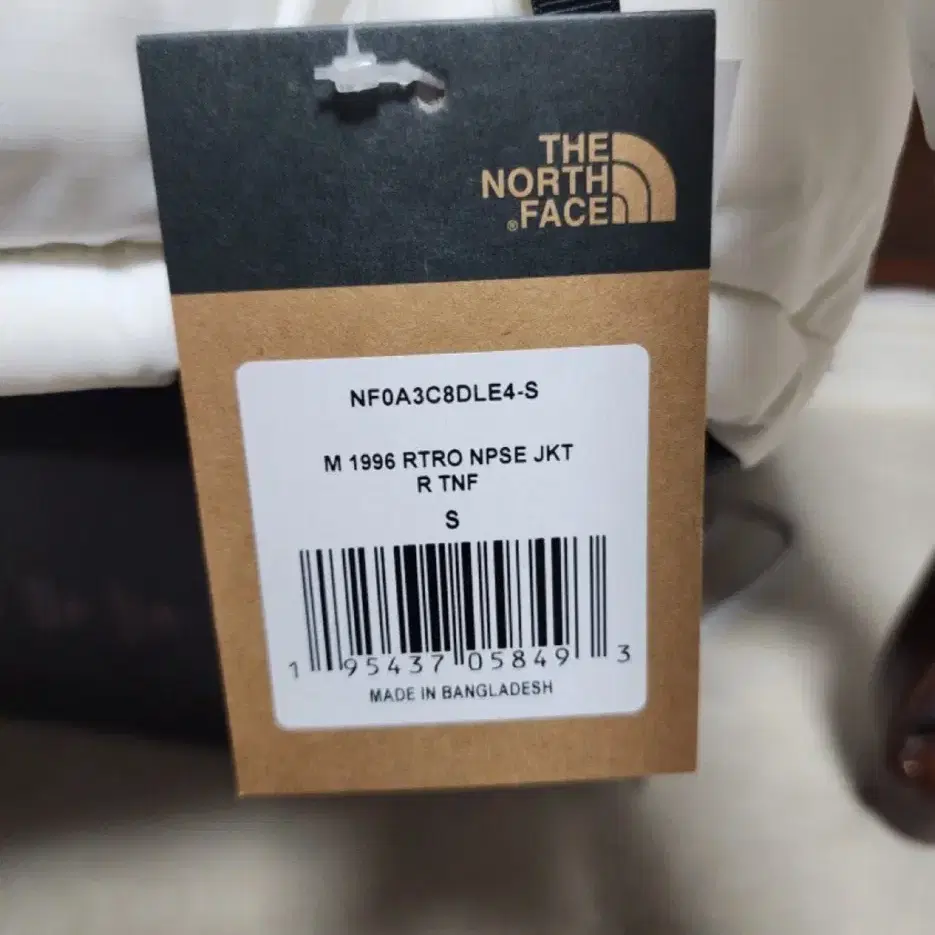 THE
NORTH
®FACE
NF0A3C8DLE4-S
M 1996 RTRO NPSE JKT
R TNF
S
1 95437 05849 3
MADE IN BANGLADESH